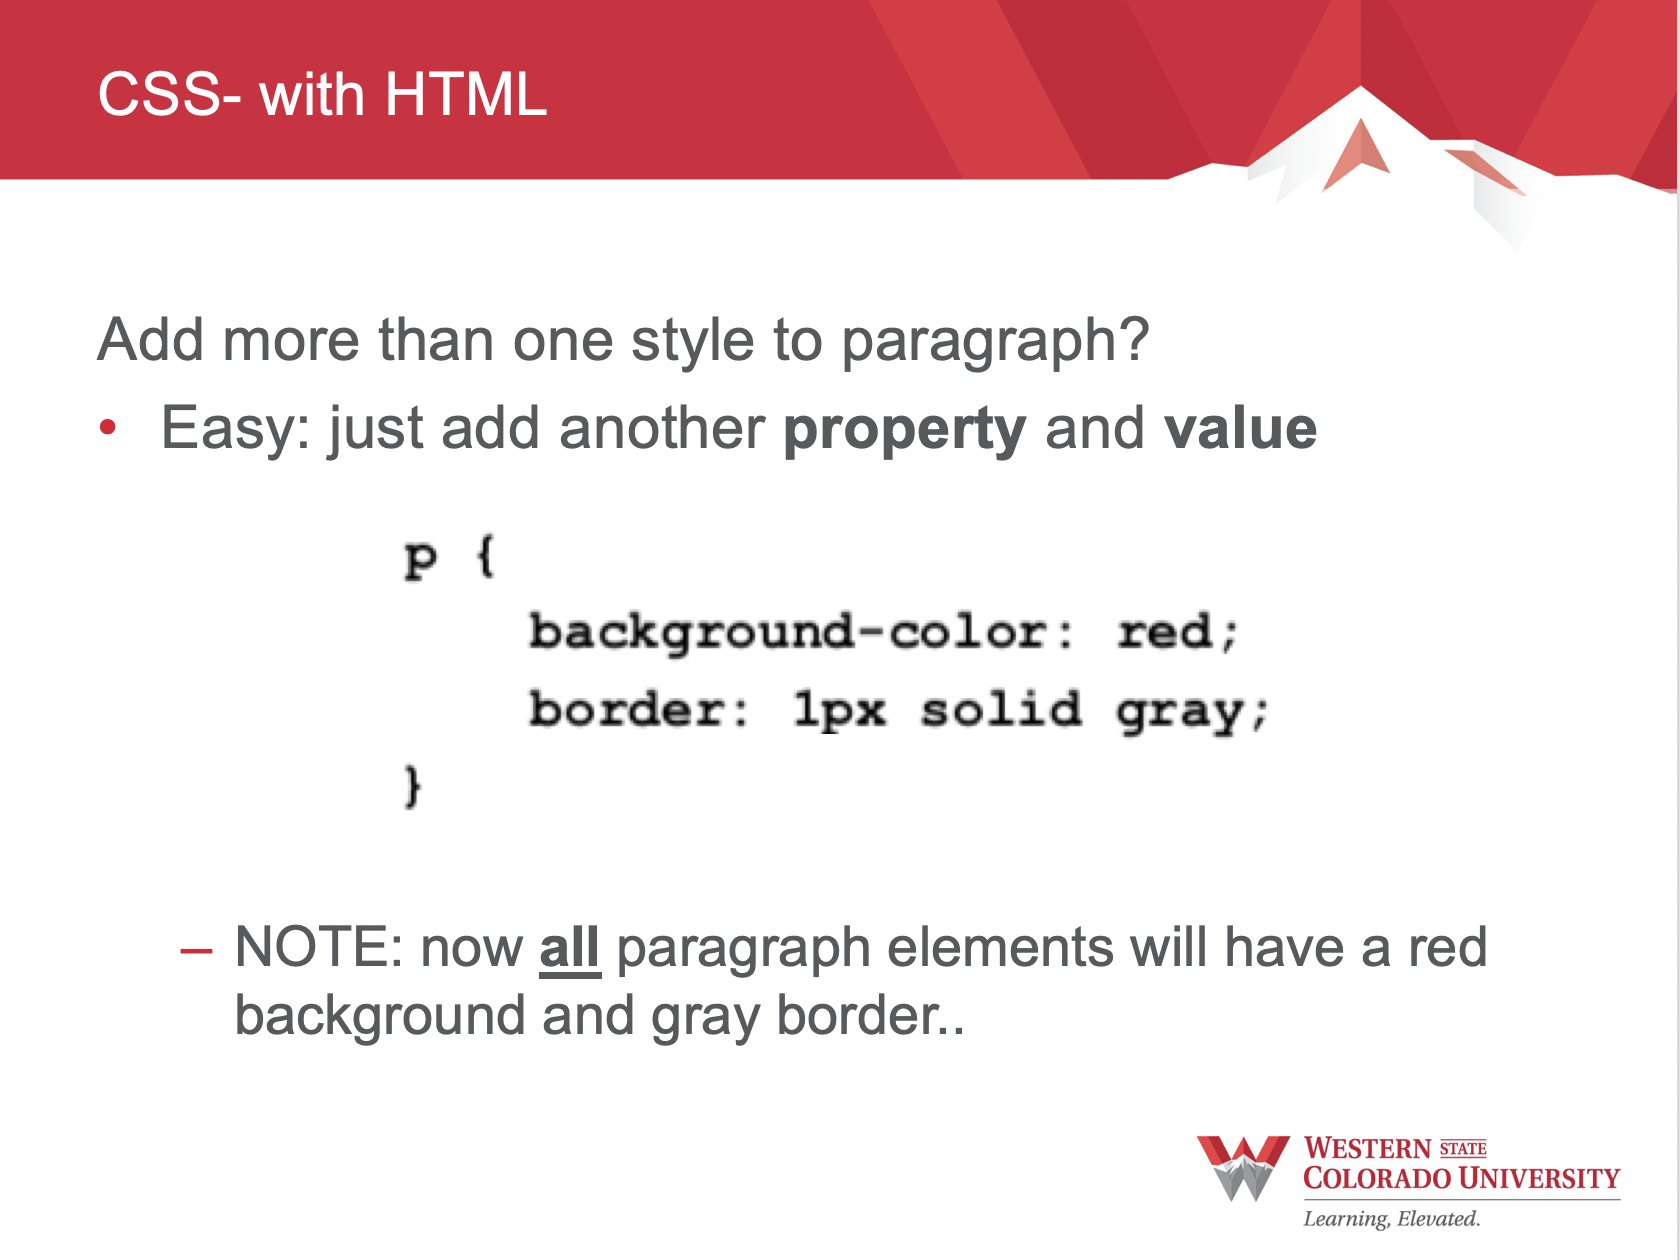 CSS- with HTML
Add more than one style to paragraph?
• Easy: just add another property and value
p {
background-color: red;
border: 1px solid gray;
}
– NOTE: now all paragraph elements will have a red
background and gray border..
WESTERN STATE
COLORADO UNIVERSITY
Learning, Elevated.